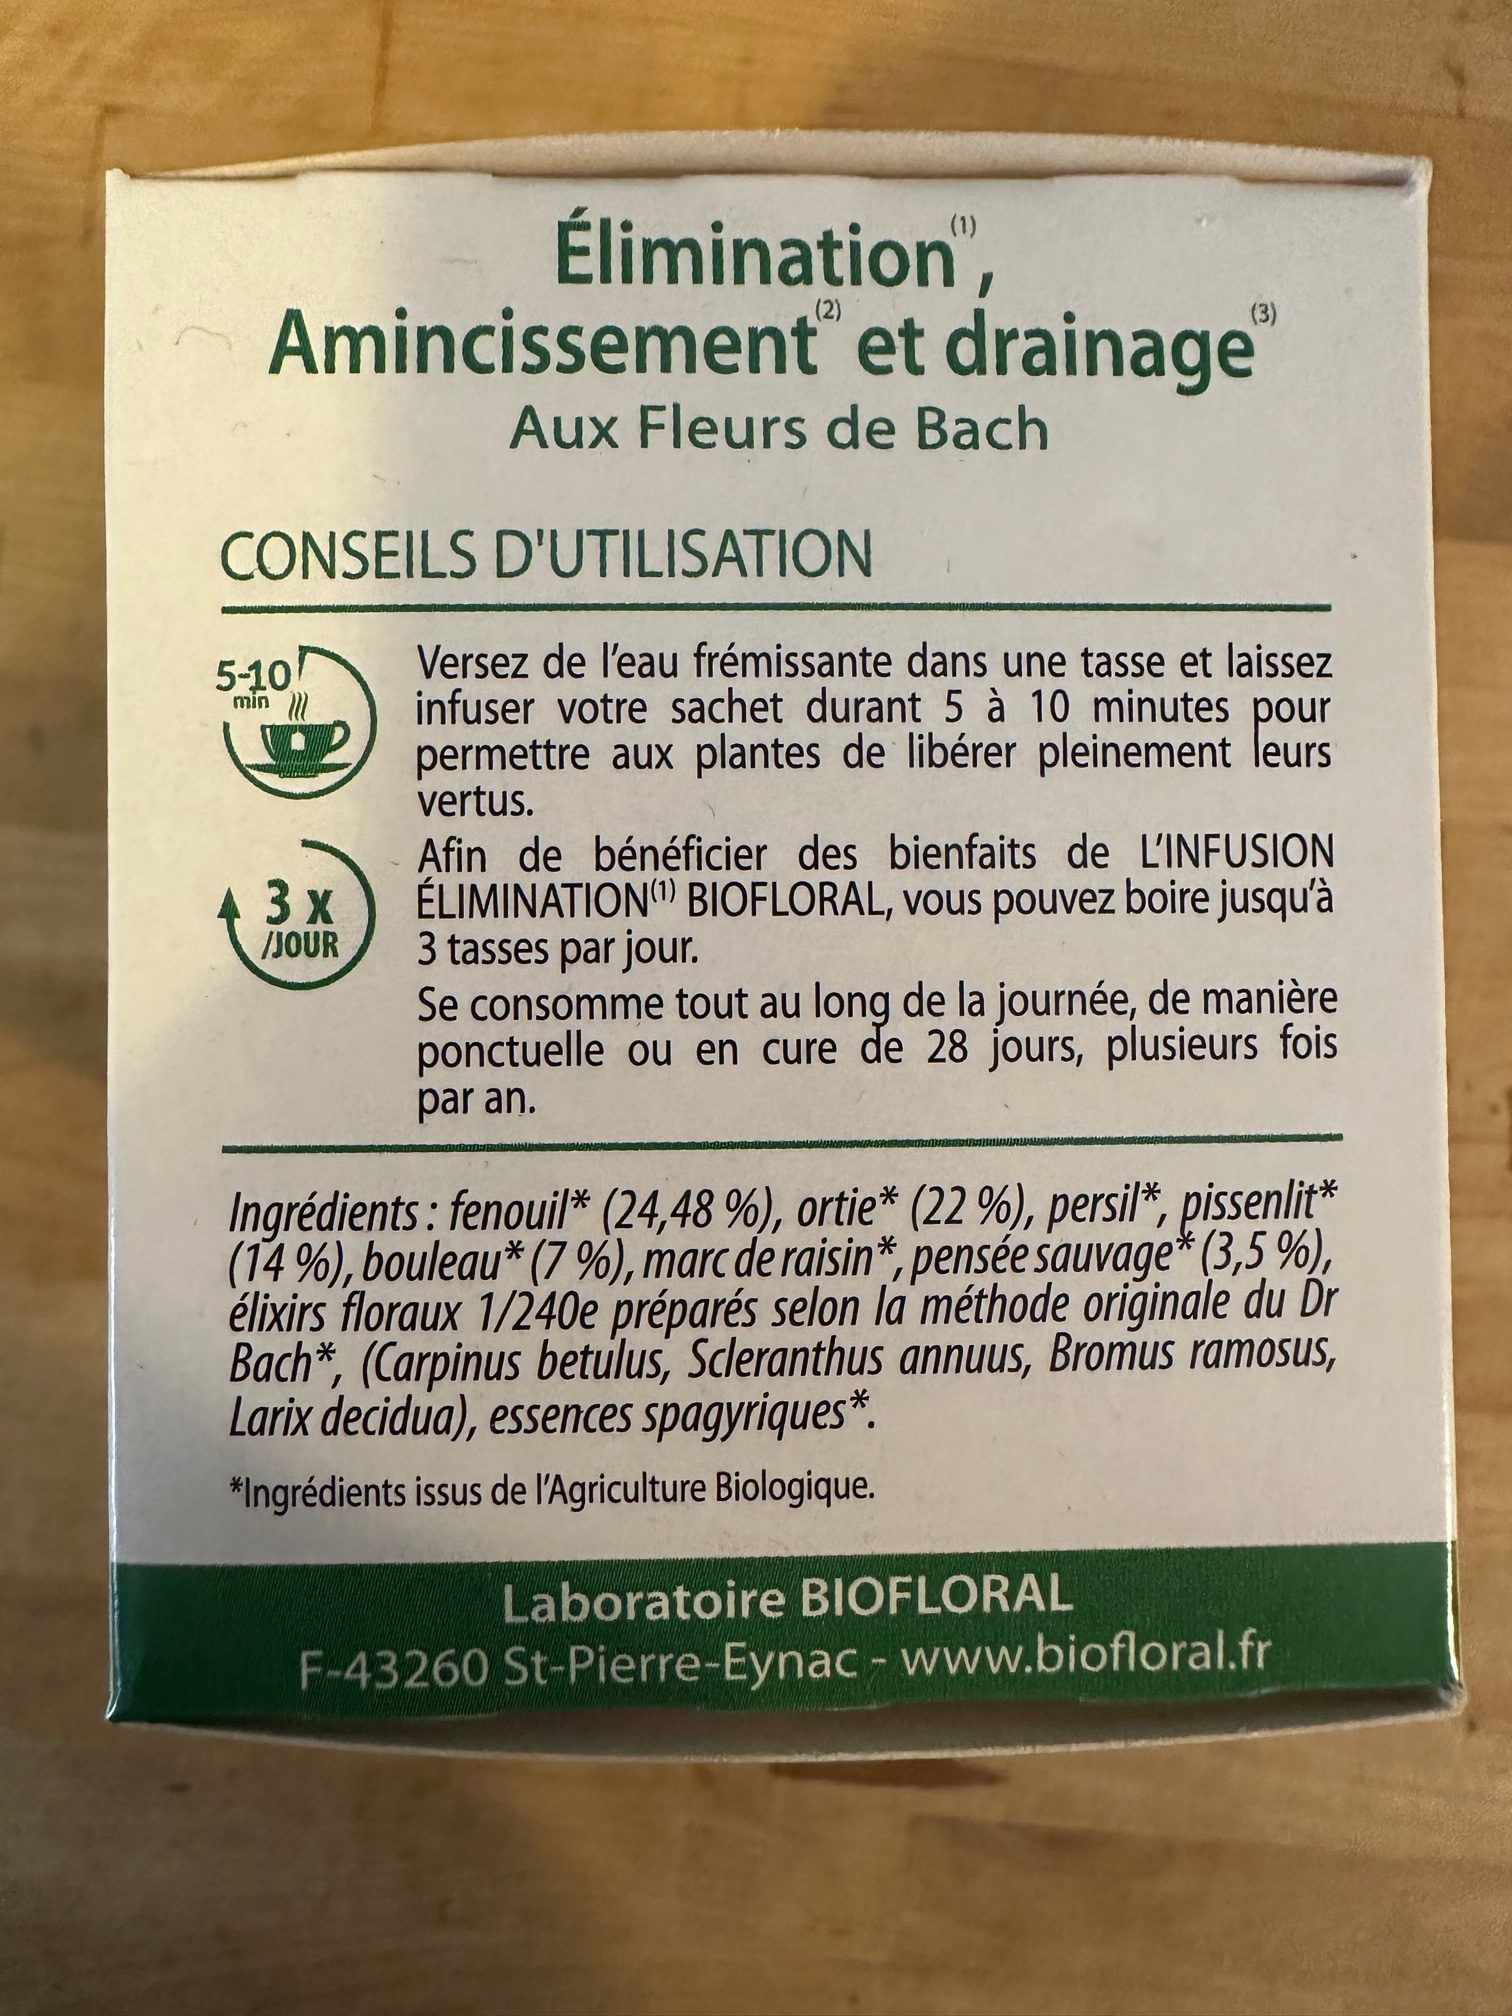 Élimination(1),
Amincissement(2) et drainage(3)
Aux Fleurs de Bach
CONSEILS D'UTILISATION
5-10
min
Versez de l'eau frémissante dans une tasse et laissez
infuser votre sachet durant 5 à 10 minutes pour
permettre aux plantes de libérer pleinement leurs
vertus.
3 x
/JOUR
Afin de bénéficier des bienfaits de L'INFUSION
ÉLIMINATION(1) BIOFLORAL, vous pouvez boire jusqu'à
3 tasses par jour.
Se consomme tout au long de la journée, de manière
ponctuelle ou en cure de 28 jours, plusieurs fois
par an.
Ingrédients : fenouil* (24,48 %), ortie* (22 %), persil*, pissenlit*
(14 %), bouleau* (7 %), marc de raisin*, pensée sauvage* (3,5 %),
élixirs floraux 1/240e préparés selon la méthode originale du Dr
Bach*, (Carpinus betulus, Scleranthus annuus, Bromus ramosus,
Larix decidua), essences spagyriques*.
*Ingrédients issus de l'Agriculture Biologique.
Laboratoire BIOFLORAL
F-43260 St-Pierre-Eynac - www.biofloral.fr